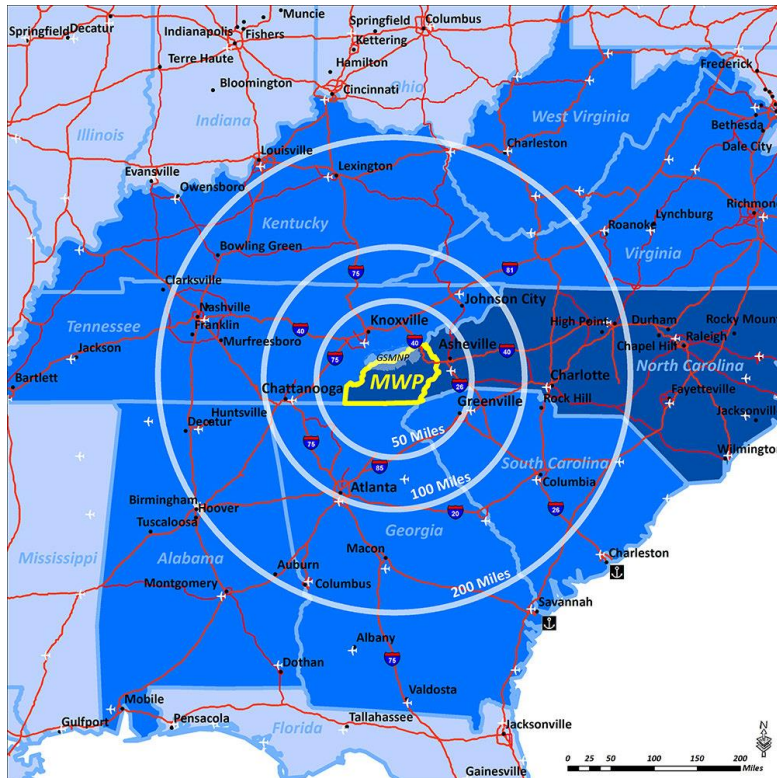 Muncie
Springfield
Decatur
Indianapolis
Fishers
Springfield
Columbus
Kettering
Terre Haute
Hamilton
Frederick
Bloomington
Cincinnati
Ohio
Illinois
Indiana
West Virginia
Bethesda
Dale City
Louisville
Charleston
Evansville
Lexington
Owensboro
Richmond
Kentucky
Lynchburg
Roanoke
Bowling Green
Virginia
75
81
Clarksville
Johnson City
Nashville
Tennessee
Franklin
40
Knoxville
High Point
Durham
Rocky Mount
Murfreesboro
40
Asheville
40
Chapel Hill
Raleigh
Jackson
75
GSMNP
North Carolina
Bartlett
MWP
26
Charlotte
Chattanooga
Fayetteville
Greenville
Rock Hill
Huntsville
Jacksonville
Decatur
50 Miles
75
Wilmington
85
South Carolina
100 Miles
Columbia
Atlanta
Birmingham
Hoover
20
26
Tuscaloosa
Georgia
Mississippi
Alabama
Macon
Charleston
Auburn
200 Miles
Montgomery
Columbus
Savannah
Albany
75
Dothan
Valdosta
Mobile
Gulfport
Pensacola
Florida
Tallahassee
Jacksonville
Gainesville
0 25 50 100 150 200
Miles